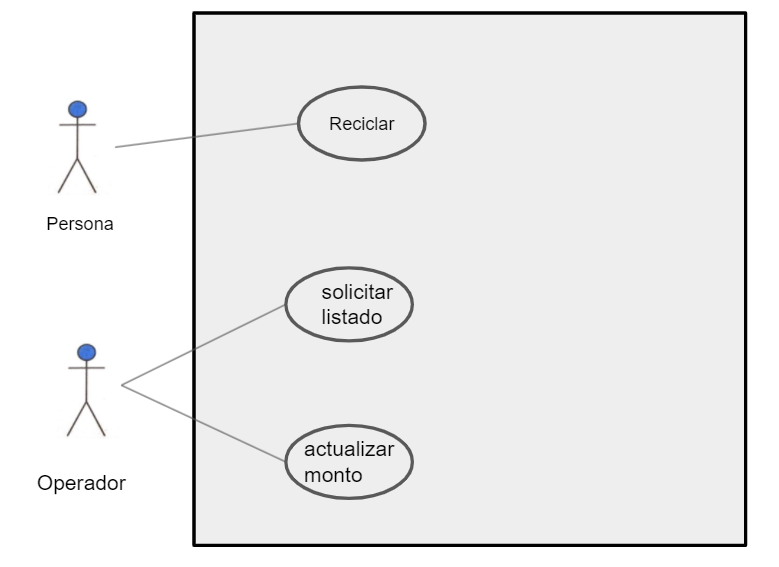 Reciclar
Persona
solicitar
listado
actualizar
monto
Operador